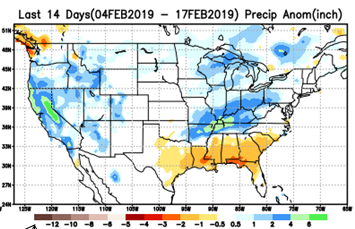 Last 14 Days(04FEB2019 – 17FEB2019) Precip Anom(inch)
51N
48N
45N
42N
39N
36N
33N
30N
27N
24N
125W 120W 115W 110W 105W 100W 95W 90W 85W 80W 75W 70W 65W 60W
−12 −10 −8 −6 −5 −4 −3 −2 −1 −0.5 0.5 1 2 4 6